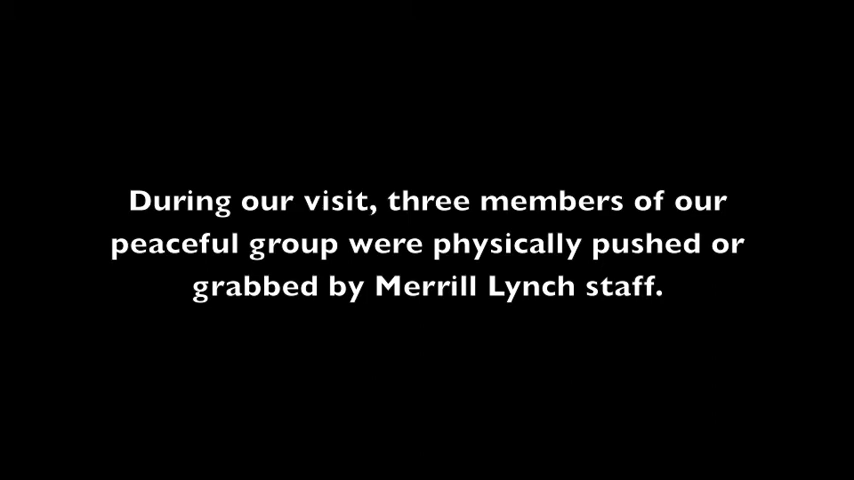 During our visit, three members of our
peaceful group were physically pushed or
grabbed by Merrill Lynch staff.